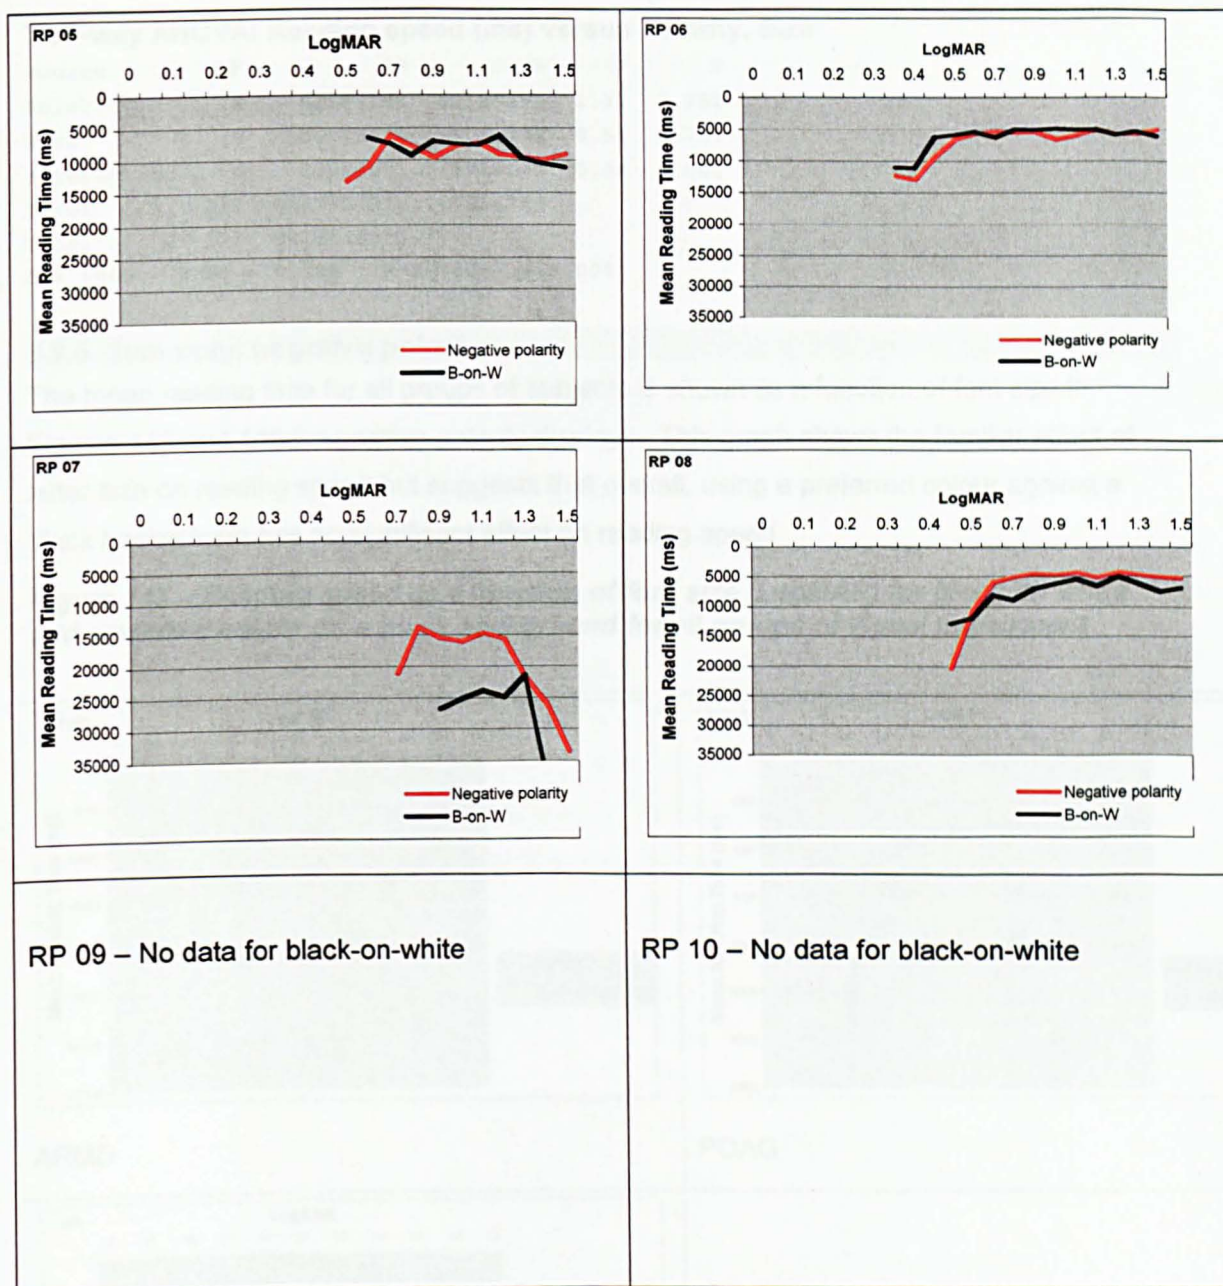 RP 05
LogMAR
0 0.1 0.2 0.3 0.4 0.5 0.7 0.9 1.1 1.3 1.5
Mean Reading Time (ms)
0
5000
10000
15000
20000
25000
30000
35000
Negative polarity
B-on-W
RP 06
LogMAR
0 0.1 0.2 0.3 0.4 0.5 0.7 0.9 1.1 1.3 1.5
Mean Reading Time (ms)
0
5000
10000
15000
20000
25000
30000
35000
Negative polarity
B-on-W
RP 07
LogMAR
0 0.1 0.2 0.3 0.4 0.5 0.7 0.9 1.1 1.3 1.5
Mean Reading Time (ms)
0
5000
10000
15000
20000
25000
30000
35000
Negative polarity
B-on-W
RP 08
LogMAR
0 0.1 0.2 0.3 0.4 0.5 0.7 0.9 1.1 1.3 1.5
Mean Reading Time (ms)
0
5000
10000
15000
20000
25000
30000
35000
Negative polarity
B-on-W
RP 09 – No data for black-on-white
RP 10 – No data for black-on-white